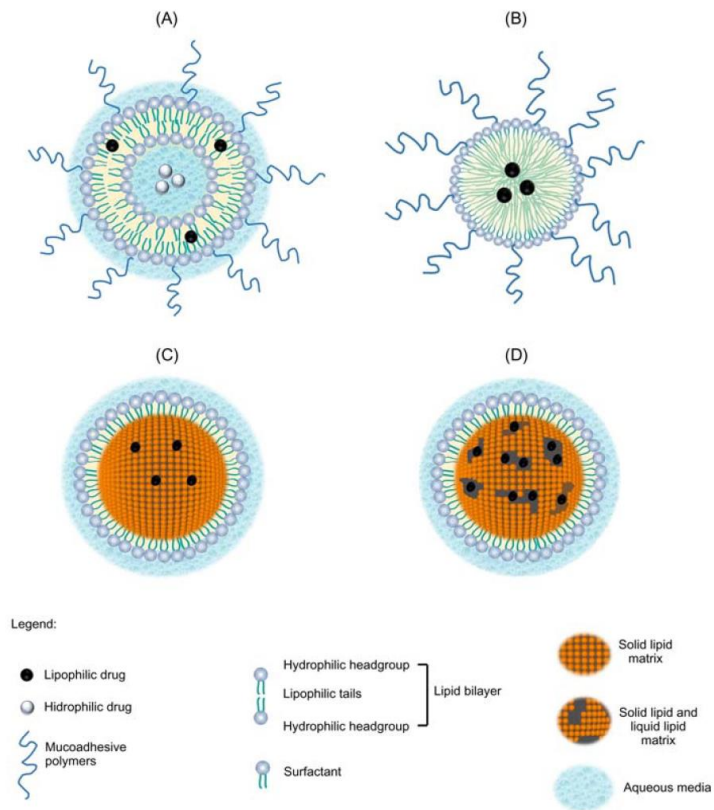 (A)
(B)
(C)
(D)
Legend:
Lipophilic drug
Hidrophilic drug
Mucoadhesive
polymers
Hydrophilic headgroup
Lipophilic tails
Hydrophilic headgroup
Lipid bilayer
Surfactant
Solid lipid
matrix
Solid lipid and
liquid lipid
matrix
Aqueous media